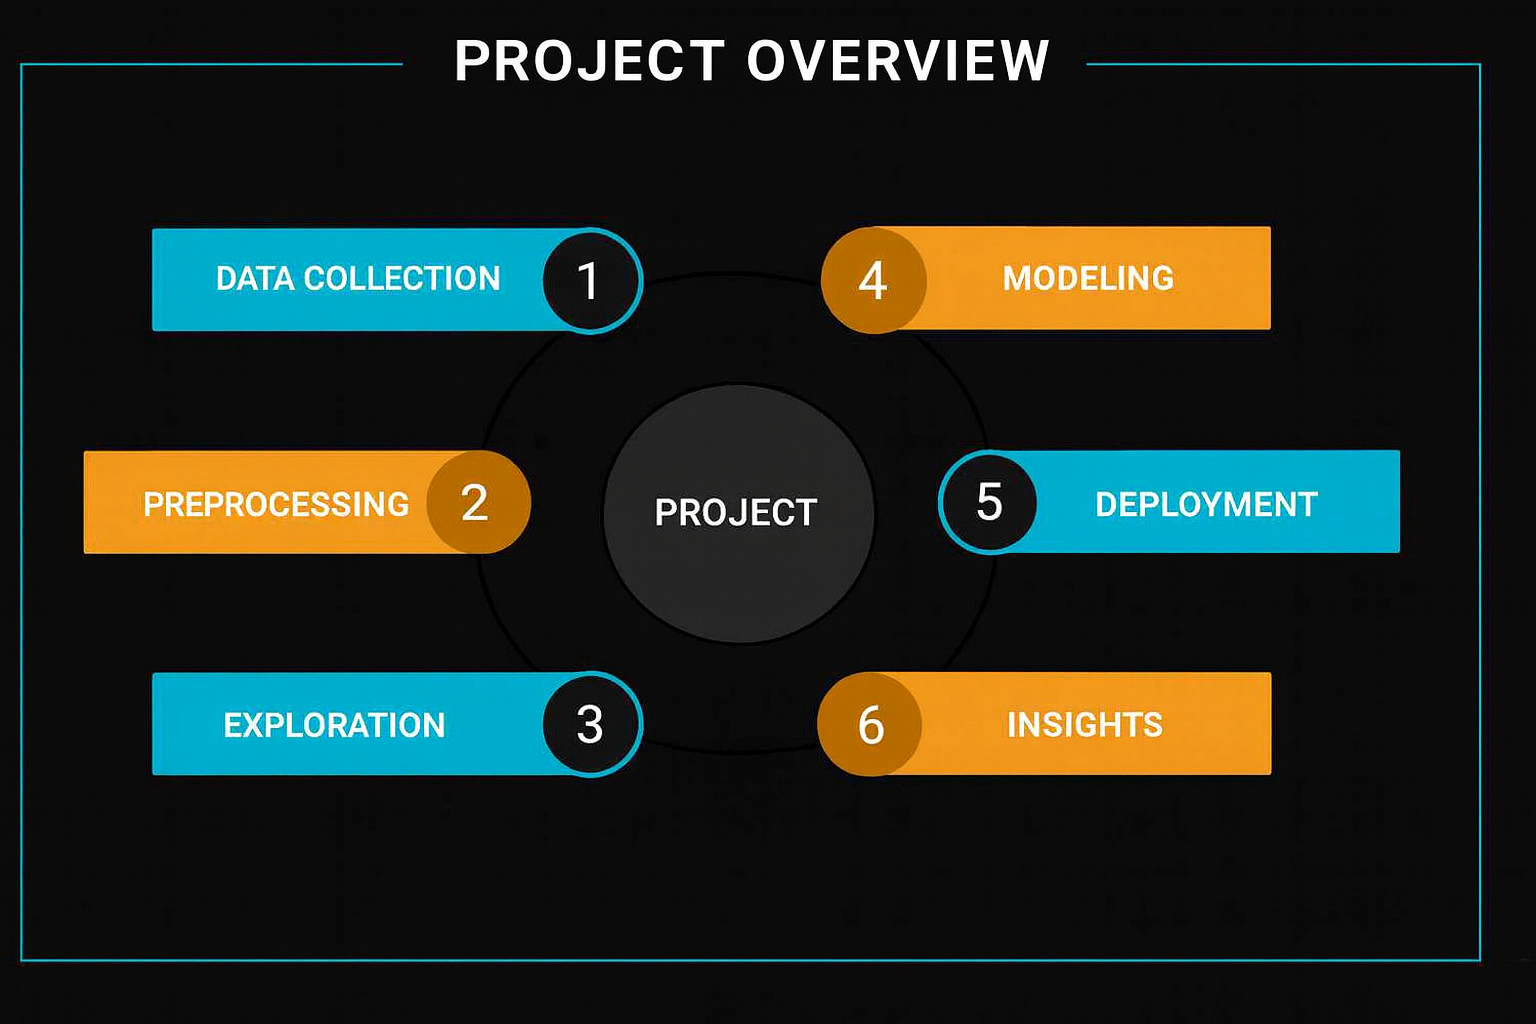 PROJECT OVERVIEW
DATA COLLECTION 1
PREPROCESSING 2
EXPLORATION 3
PROJECT
4 MODELING
5 DEPLOYMENT
6 INSIGHTS